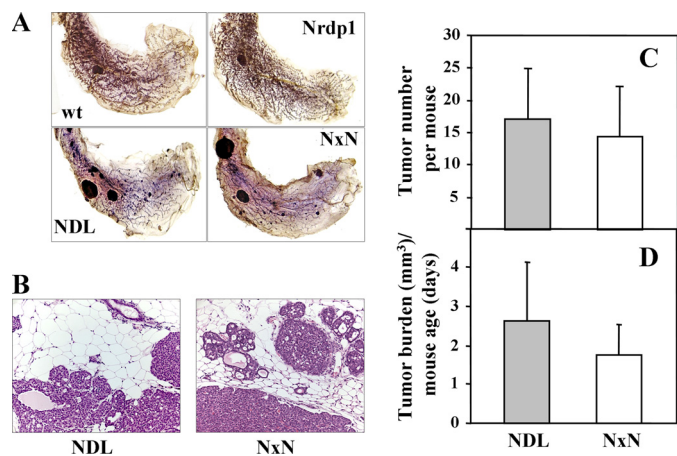 A
Nrdp1
wt
NxN
NDL
B
NDL
NxN
C
Tumor number
per mouse
30
25
20
15
10
5
D
Tumor burden (mm³)/
mouse age (days)
4
3
2
1
0
NDL
NxN